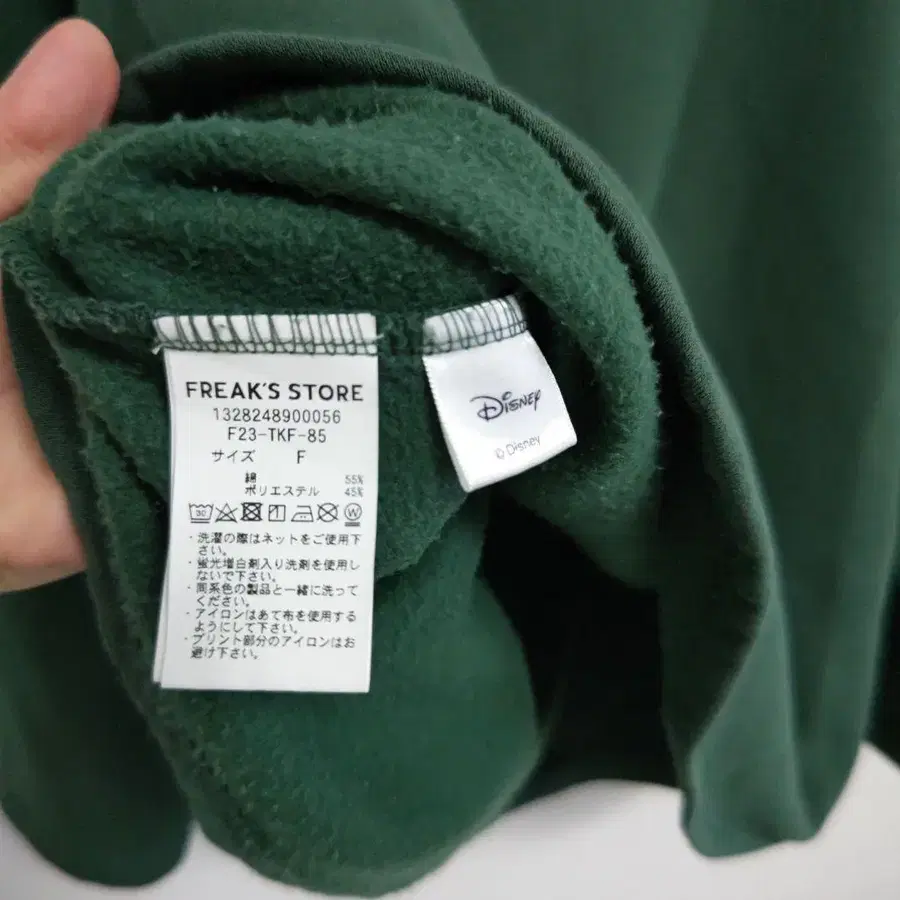 FREAK'S STORE
1328248900056
F23-TKF-85
サイズ F
綿 55%
ポリエステル 45%
30 W
・洗濯の際はネットをご使用下
さい。
・蛍光増白剤入り洗剤を使用し
ないで下さい。
・同系色の製品と一緒に洗って
ください。
・アイロンはあて布を使用する
ようにして下さい。
・プリント部分のアイロンはお
避け下さい。
Disney
© Disney